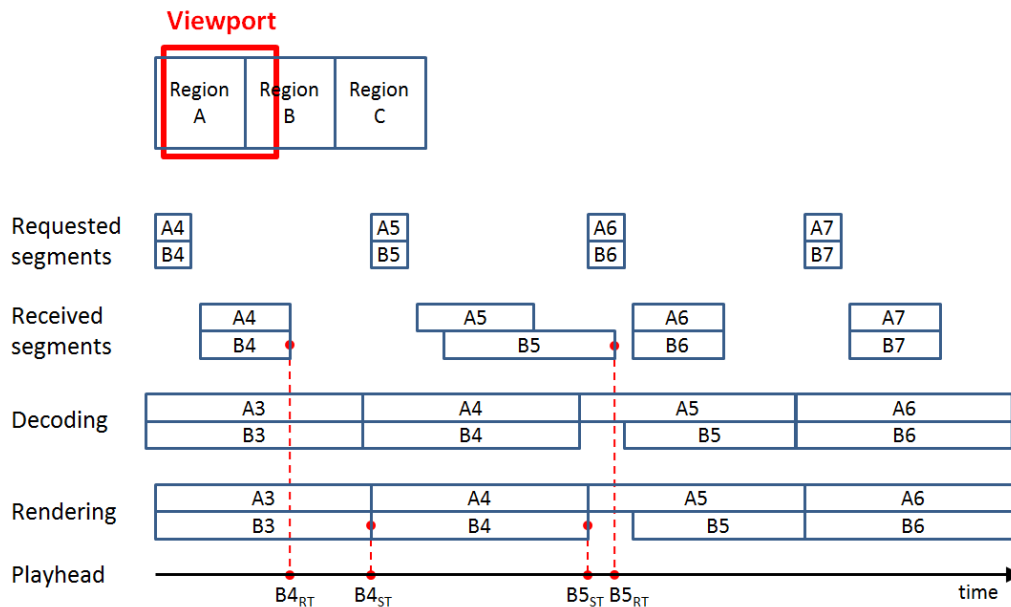 Viewport
Region A
Region B
Region C
Requested segments
A4
A5
A6
A7
B4
B5
B6
B7
Received segments
A4
A5
A6
A7
B4
B5
B6
B7
Decoding
A3
A4
A5
A6
B3
B4
B5
B6
Rendering
A3
A4
A5
A6
B3
B4
B5
B6
Playhead
B4RT
B4ST
B5ST
B5RT
time